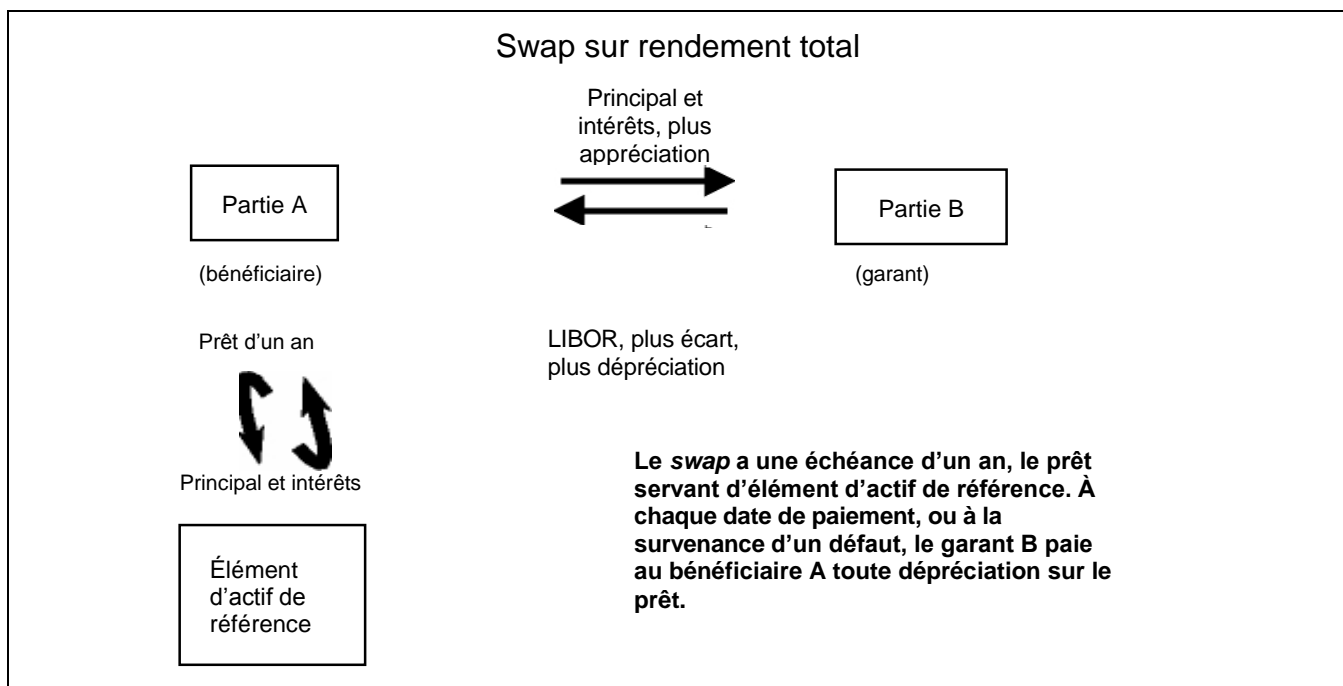 Swap sur rendement total
Principal et
intérêts, plus
appréciation
Partie A
Partie B
(bénéficiaire)
(garant)
Prêt d’un an
LIBOR, plus écart,
plus dépréciation
Principal et intérêts
Le swap a une échéance d’un an, le prêt
servant d’élément d’actif de référence. À
chaque date de paiement, ou à la
survenance d’un défaut, le garant B paie
au bénéficiaire A toute dépréciation sur le
prêt.
Élément
d’actif de
référence